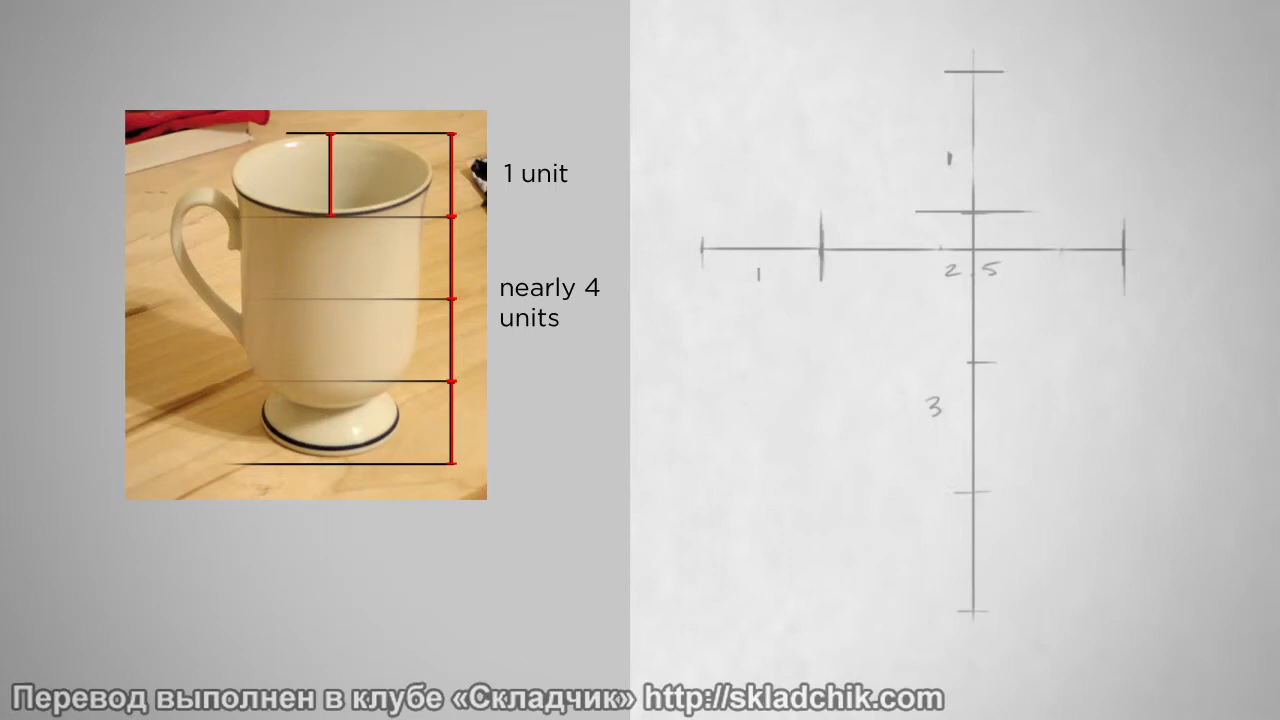 1 unit
nearly 4
units
1
1
2.5
3
Перевод выполнен в клубе «Складчик» http://skladchik.com